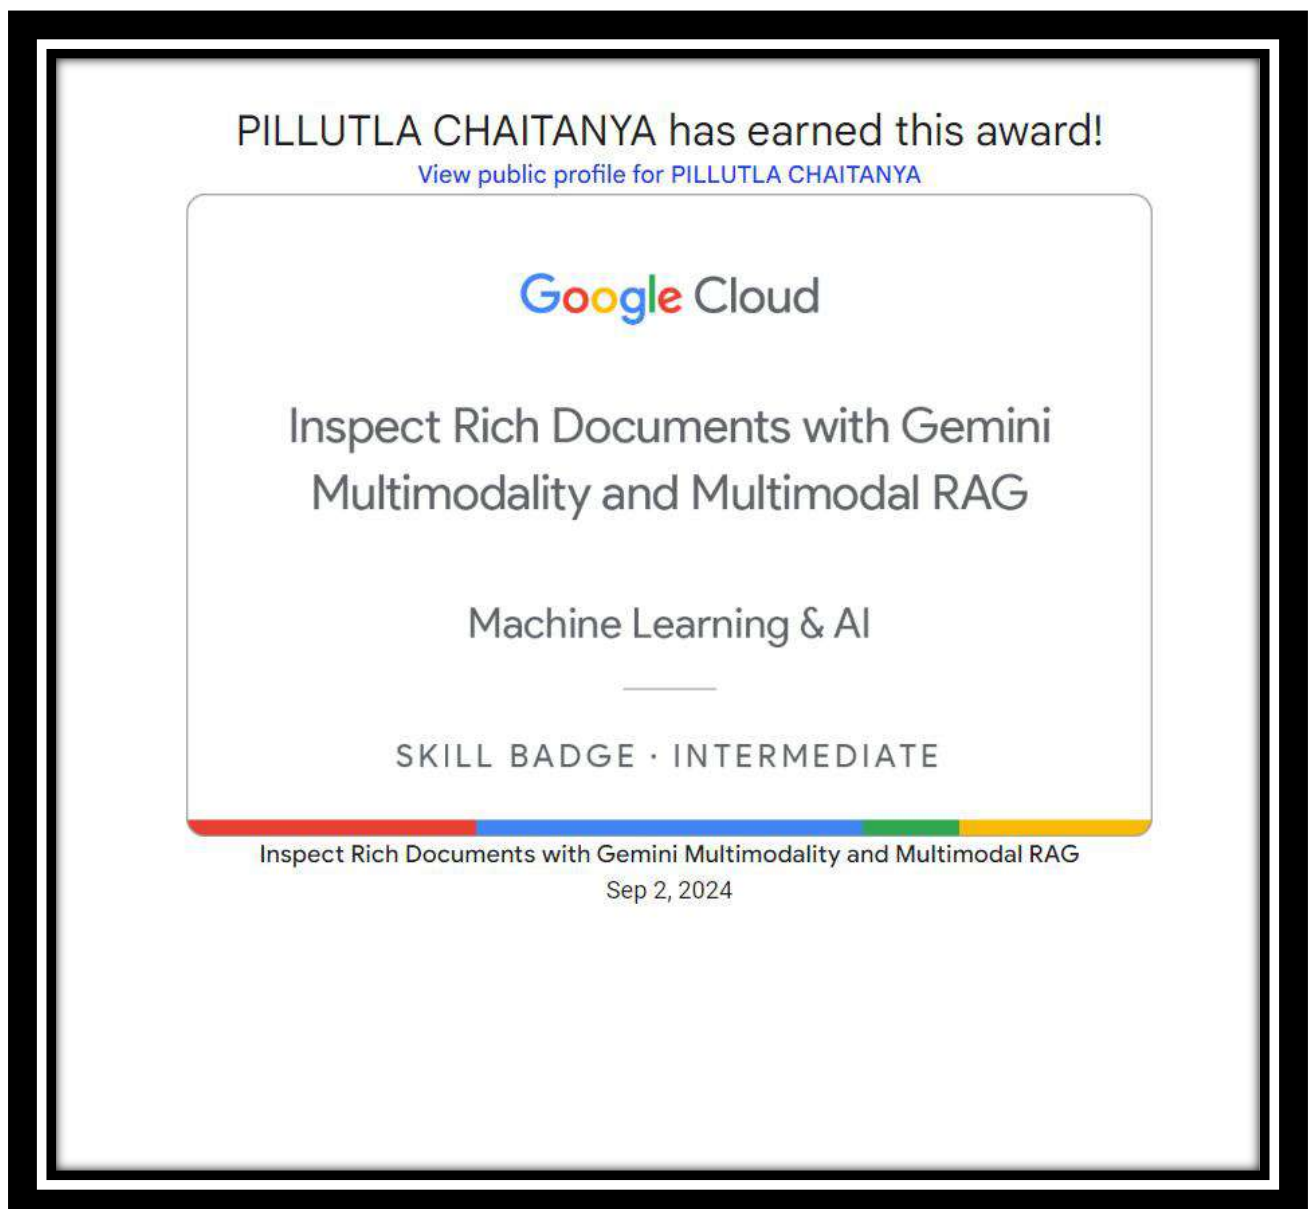 PILLUTLA CHAITANYA has earned this award!
View public profile for PILLUTLA CHAITANYA
Google Cloud
Inspect Rich Documents with Gemini
Multimodality and Multimodal RAG
Machine Learning & AI
SKILL BADGE · INTERMEDIATE
Inspect Rich Documents with Gemini Multimodality and Multimodal RAG
Sep 2, 2024